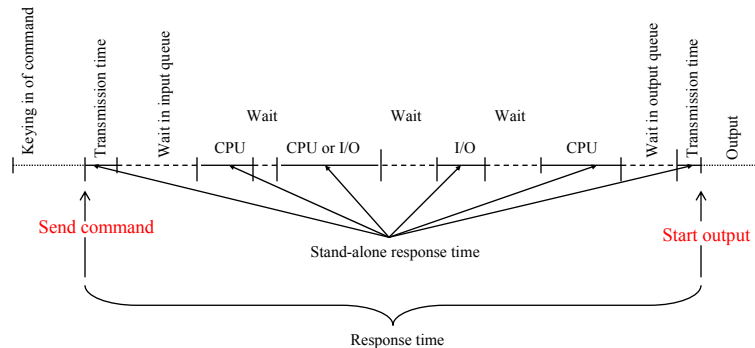 Keying in of command
Transmission time
Wait in input queue
Wait
Wait
Wait
Wait in output queue
Transmission time
Output
CPU
CPU or I/O
I/O
CPU
Send command
Start output
Stand-alone response time
Response time